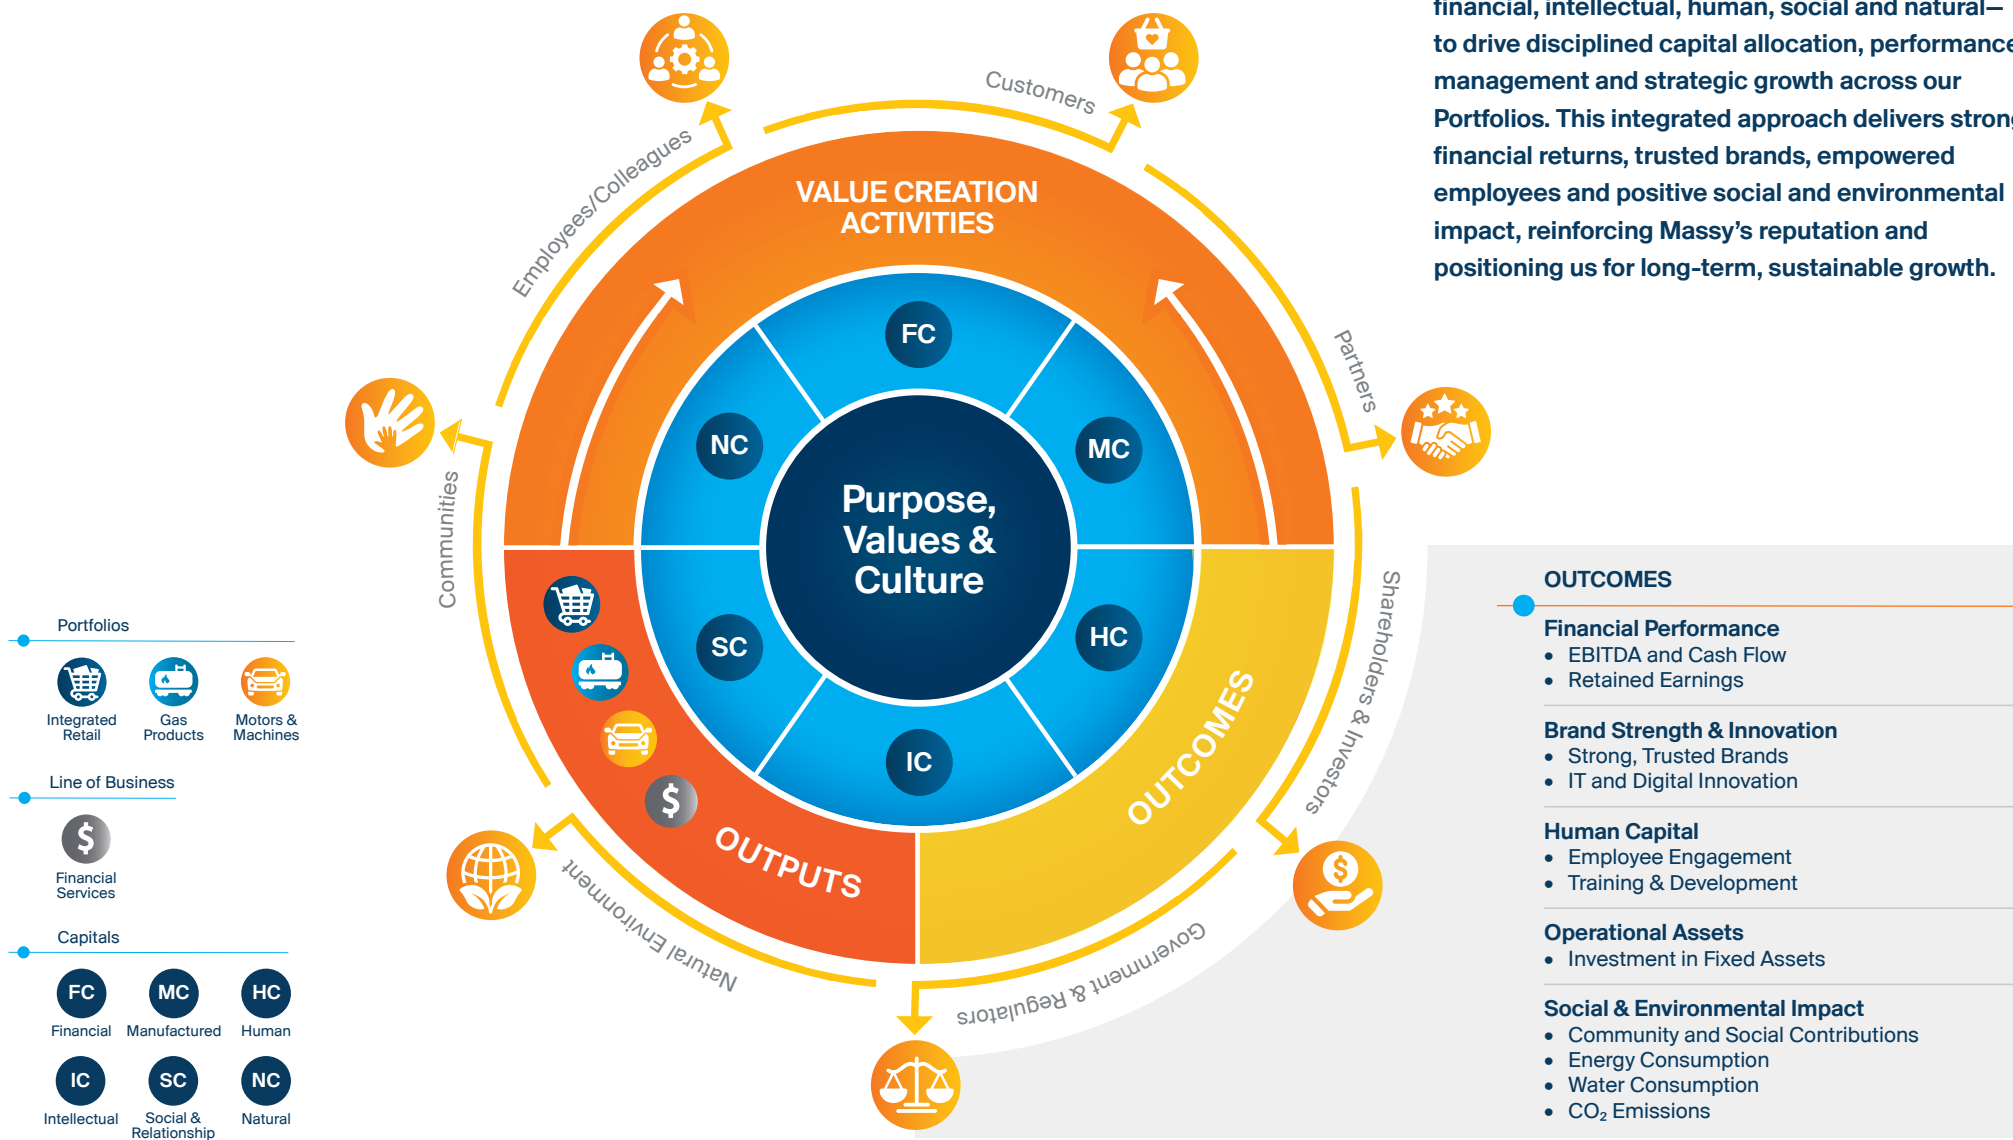 financial, intellectual, human, social and natural—
to drive disciplined capital allocation, performance
management and strategic growth across our
Portfolios. This integrated approach delivers strong
financial returns, trusted brands, empowered
employees and positive social and environmental
impact, reinforcing Massy’s reputation and
positioning us for long-term, sustainable growth.
Customers
Employees/Colleagues
Partners
Communities
Shareholders & Investors
Natural Environment
Government & Regulators
VALUE CREATION
ACTIVITIES
FC
NC
MC
Purpose,
Values &
Culture
SC
HC
IC
$
OUTPUTS
OUTCOMES
$
Portfolios
Integrated
Retail
Gas
Products
Motors &
Machines
Line of Business
$
Financial
Services
Capitals
FC
MC
HC
Financial
Manufactured
Human
IC
SC
NC
Intellectual
Social &
Relationship
Natural
OUTCOMES
Financial Performance
• EBITDA and Cash Flow
• Retained Earnings
Brand Strength & Innovation
• Strong, Trusted Brands
• IT and Digital Innovation
Human Capital
• Employee Engagement
• Training & Development
Operational Assets
• Investment in Fixed Assets
Social & Environmental Impact
• Community and Social Contributions
• Energy Consumption
• Water Consumption
• CO₂ Emissions